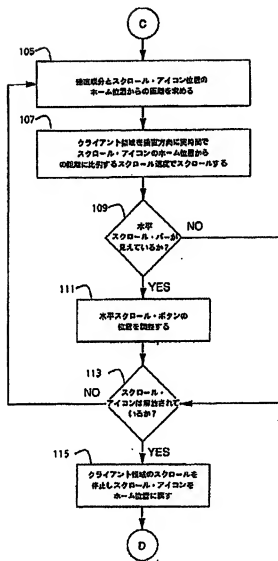 C
105
垂直成分とスクロール・アイコン位置の
ホーム位置からの距離を求める
107
クライアント領域を垂直方向に実時間で
スクロール・アイコンのホーム位置から
の距離に比例するスクロール速度でスクロールする
109
水平
スクロール・バーが
見えているか?
NO
YES
111
水平スクロール・ボタンの
位置を調整する
113
スクロール・
アイコンは解放されて
いるか?
NO
YES
115
クライアント領域のスクロールを
停止しスクロール・アイコンを
ホーム位置に戻す
D